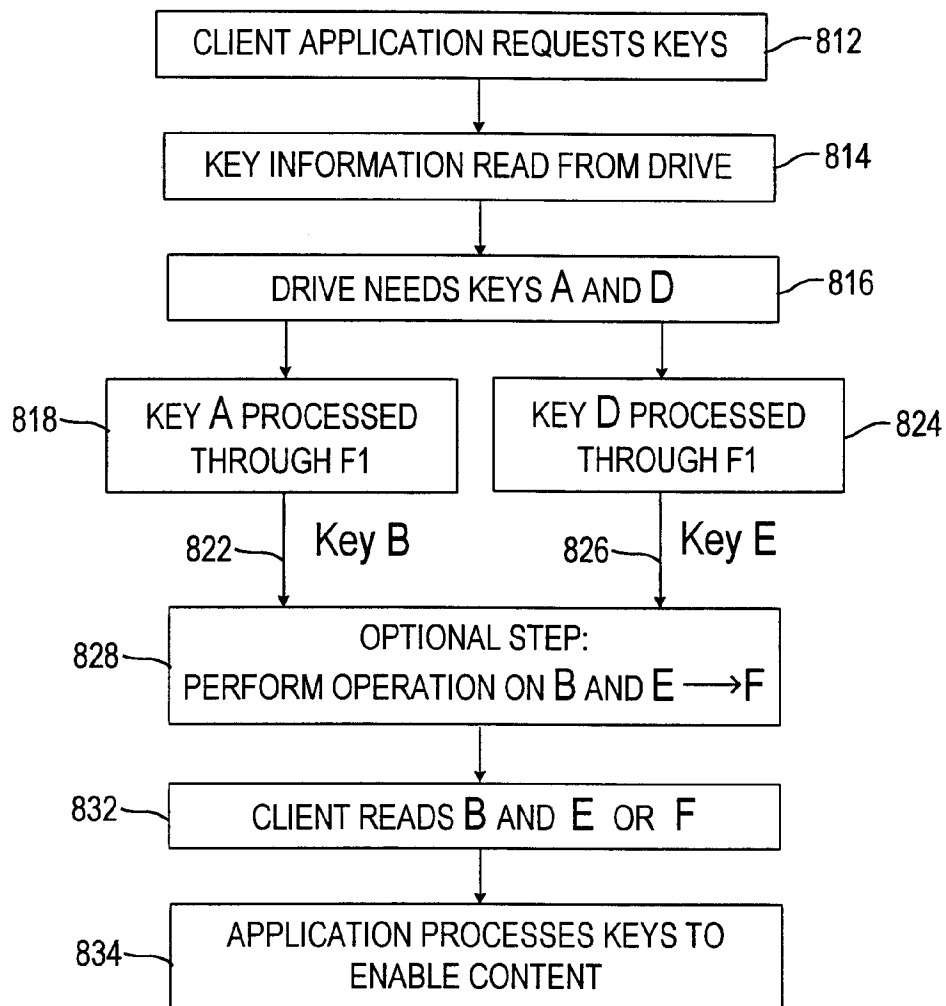 CLIENT APPLICATION REQUESTS KEYS
812
KEY INFORMATION READ FROM DRIVE
814
DRIVE NEEDS KEYS A AND D
816
818
KEY A PROCESSED
THROUGH F1
KEY D PROCESSED
THROUGH F1
824
822
Key B
826
Key E
828
OPTIONAL STEP:
PERFORM OPERATION ON B AND E ⟶F
832
CLIENT READS B AND E OR F
834
APPLICATION PROCESSES KEYS TO
ENABLE CONTENT